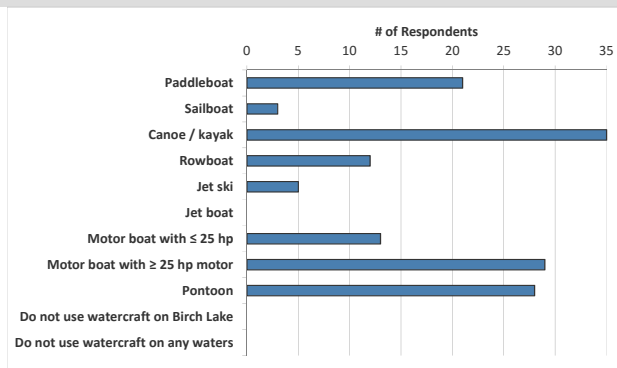 # of Respondents
0 5 10 15 20 25 30 35
Paddleboat
Sailboat
Canoe / kayak
Rowboat
Jet ski
Jet boat
Motor boat with ≤ 25 hp
Motor boat with ≥ 25 hp motor
Pontoon
Do not use watercraft on Birch Lake
Do not use watercraft on any waters